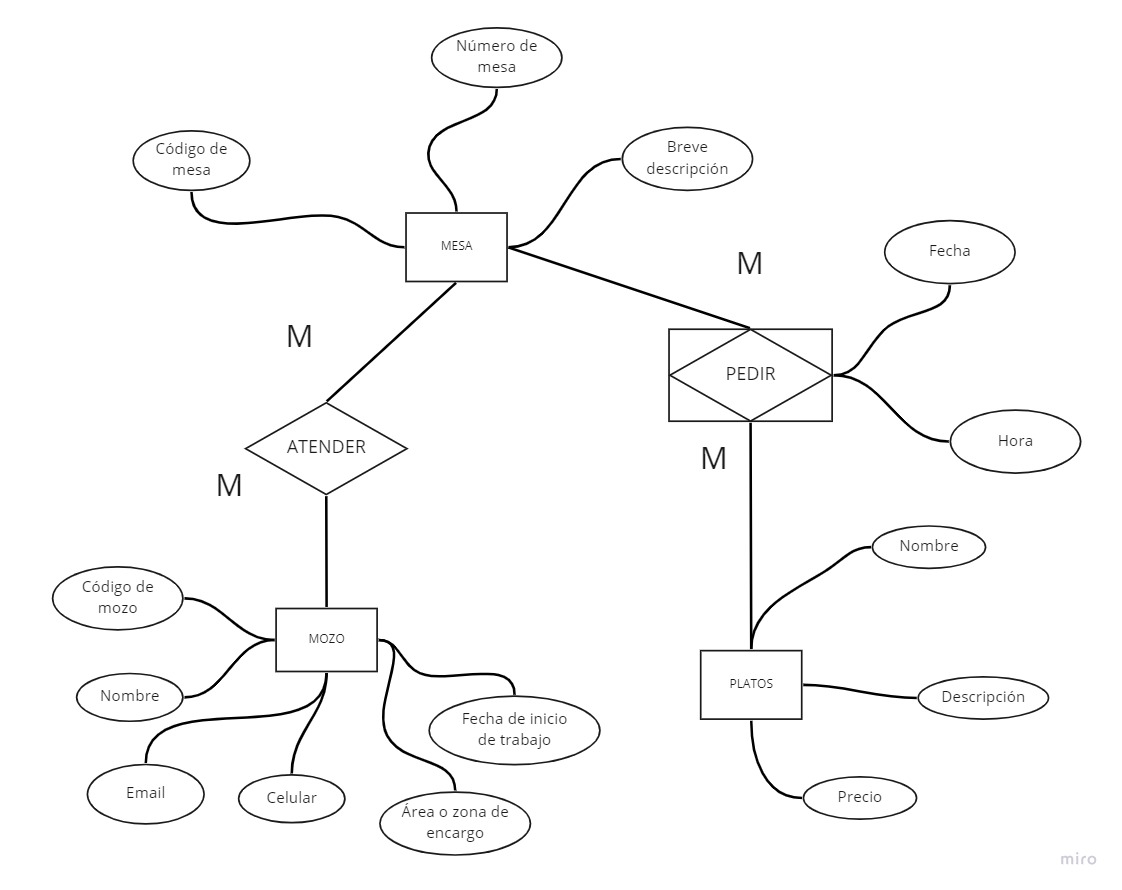 Número de
mesa
Código de
mesa
Breve
descripción
MESA
Fecha
M
M
PEDIR
ATENDER
Hora
M
M
Nombre
Código de
mozo
MOZO
PLATOS
Nombre
Descripción
Fecha de inicio
de trabajo
Email
Celular
Precio
Área o zona de
encargo
miro